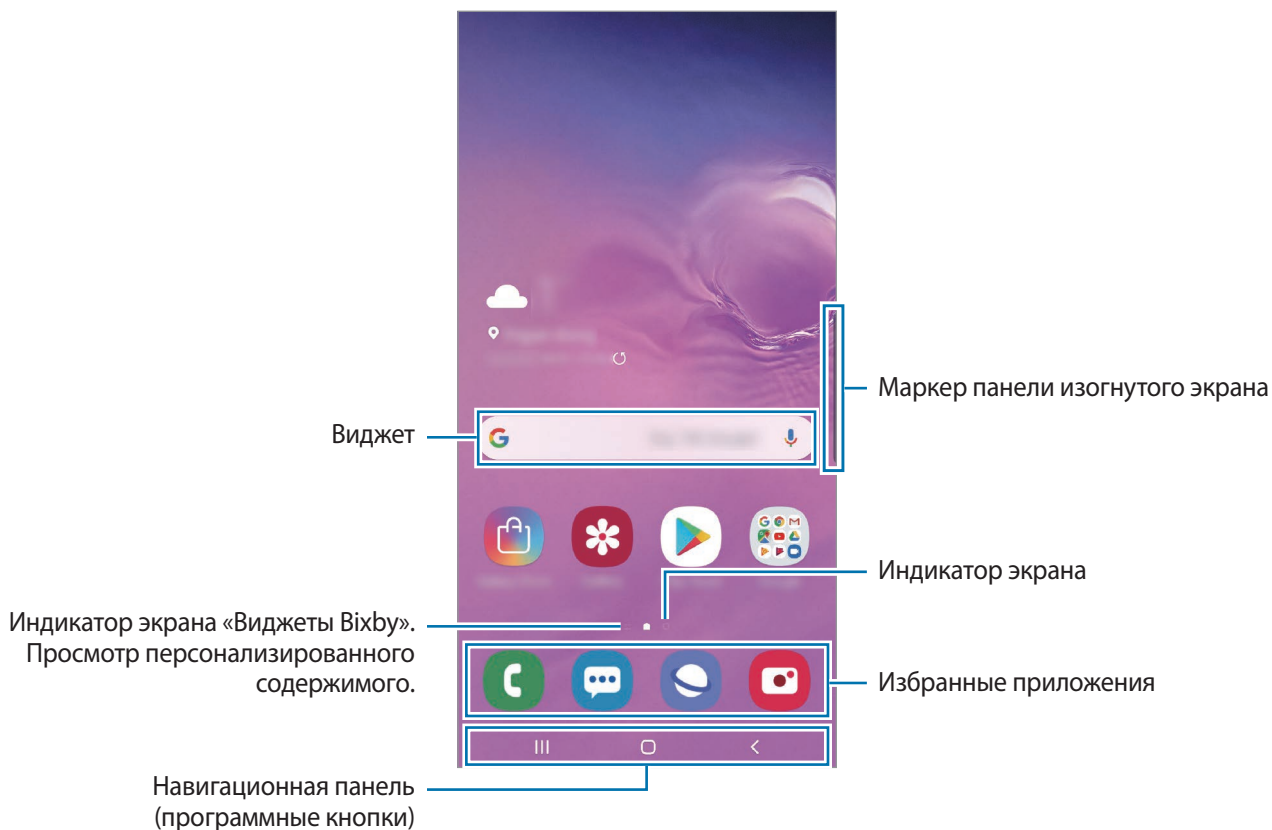 Маркер панели изогнутого экрана
Виджет
Индикатор экрана
Индикатор экрана «Виджеты Bixby».
Просмотр персонализированного
содержимого.
Избранные приложения
Навигационная панель
(программные кнопки)